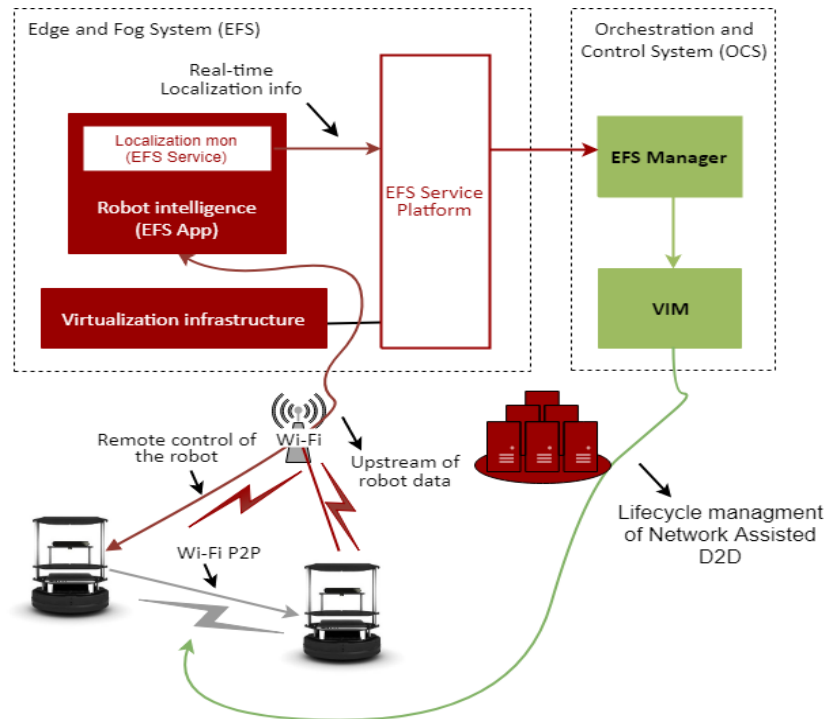 Edge and Fog System (EFS)
Orchestration and
Control System (OCS)
Real-time
Localization info
Localization mon
(EFS Service)
Robot intelligence
(EFS App)
EFS Service
Platform
EFS Manager
Virtualization infrastructure
VIM
Wi-Fi
Remote control of
the robot
Upstream of
robot data
Lifecycle managment
of Network Assisted
D2D
Wi-Fi P2P